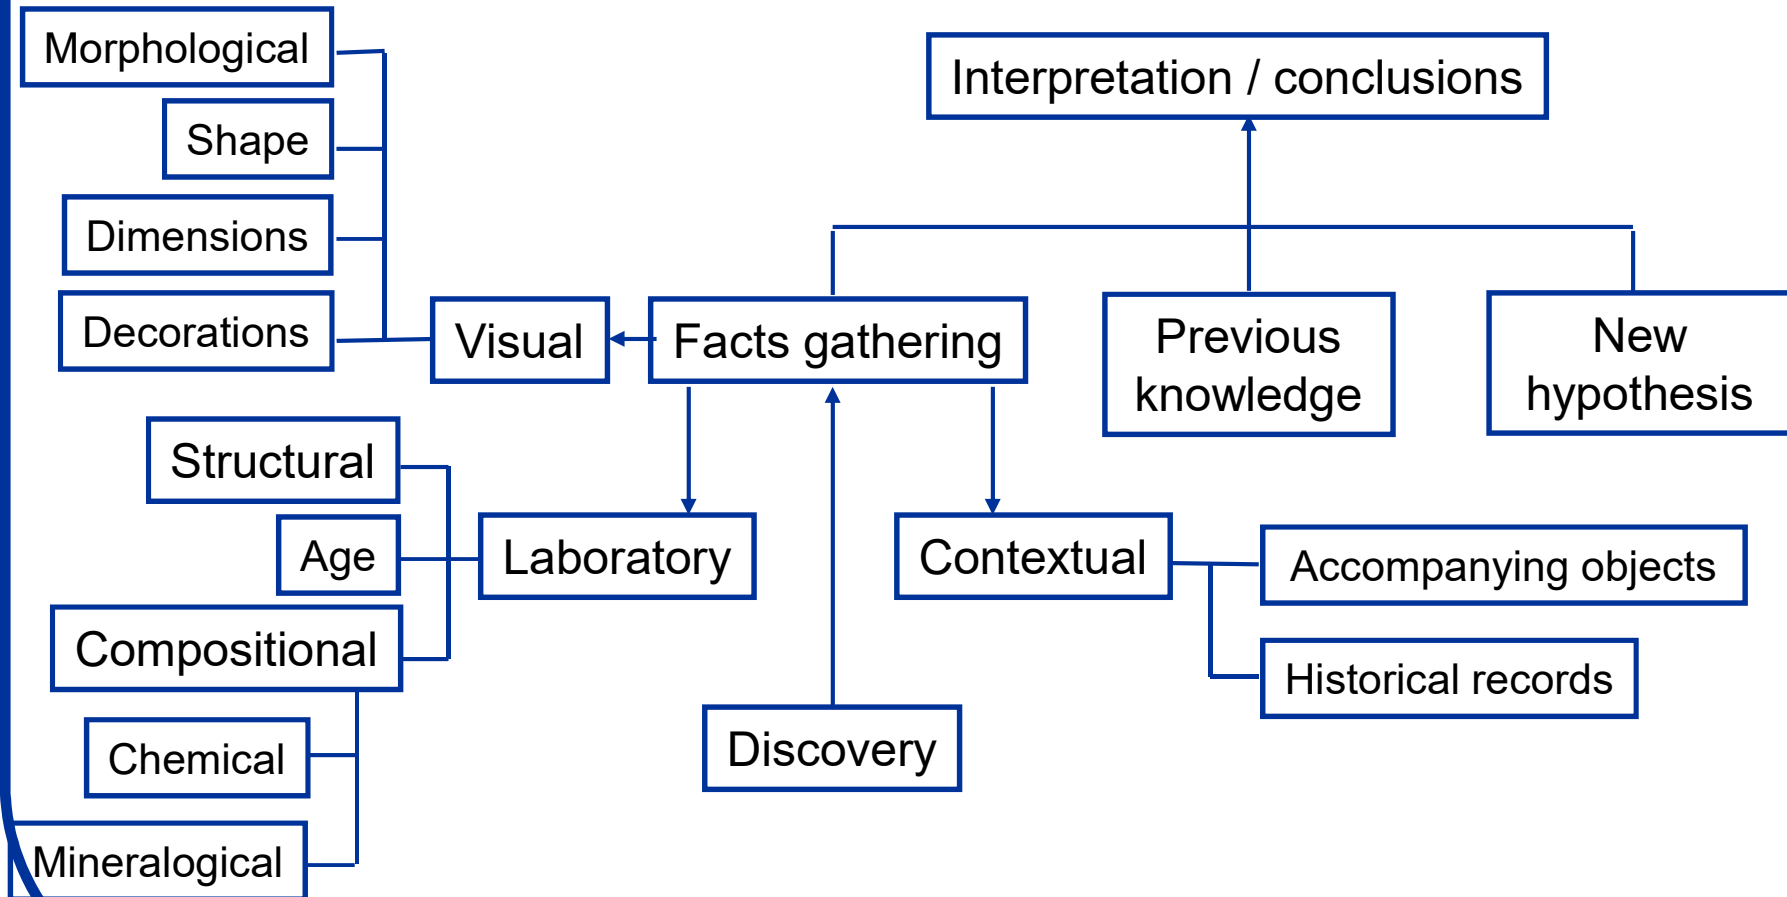 Morphological
Shape
Dimensions
Decorations
Visual
Facts gathering
Interpretation / conclusions
Previous
knowledge
New
hypothesis
Structural
Age
Compositional
Laboratory
Contextual
Accompanying objects
Historical records
Chemical
Mineralogical
Discovery